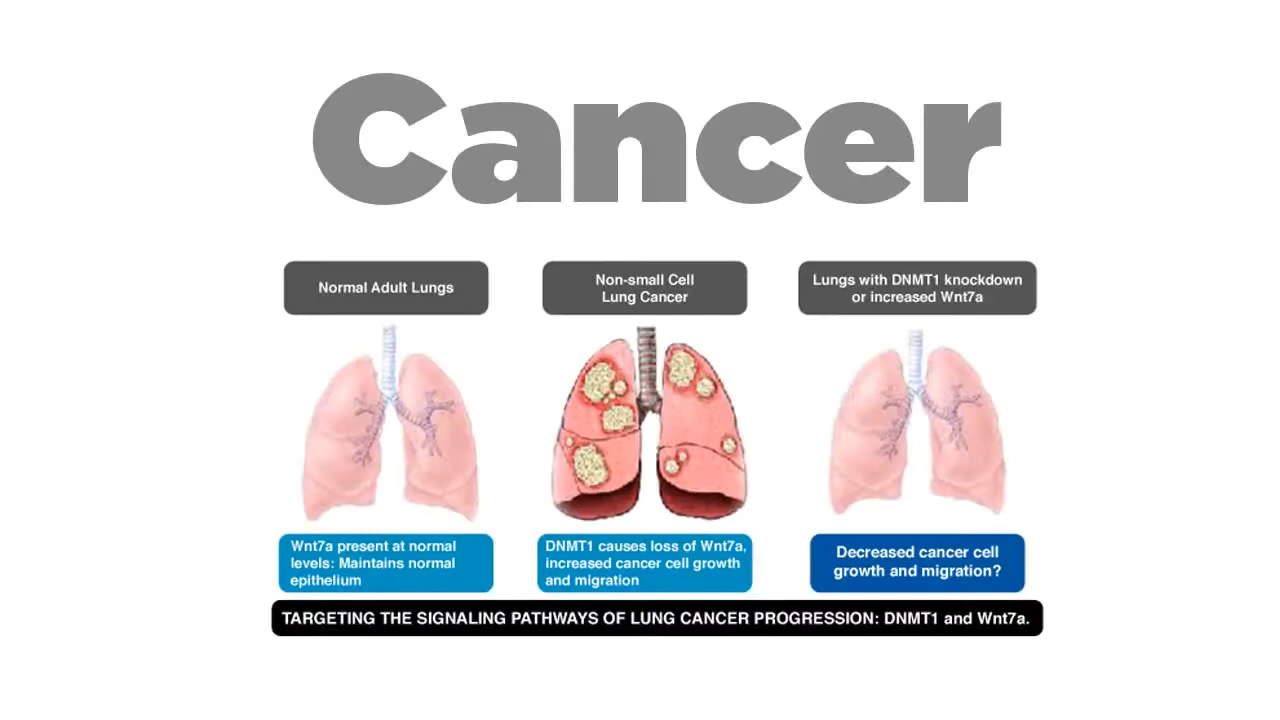 Cancer
Normal Adult Lungs
Non-small Cell
Lung Cancer
Lungs with DNMT1 knockdown
or increased Wnt7a
Wnt7a present at normal
levels: Maintains normal
epithelium
DNMT1 causes loss of Wnt7a,
increased cancer cell growth
and migration
Decreased cancer cell
growth and migration?
TARGETING THE SIGNALING PATHWAYS OF LUNG CANCER PROGRESSION: DNMT1 and Wnt7a.